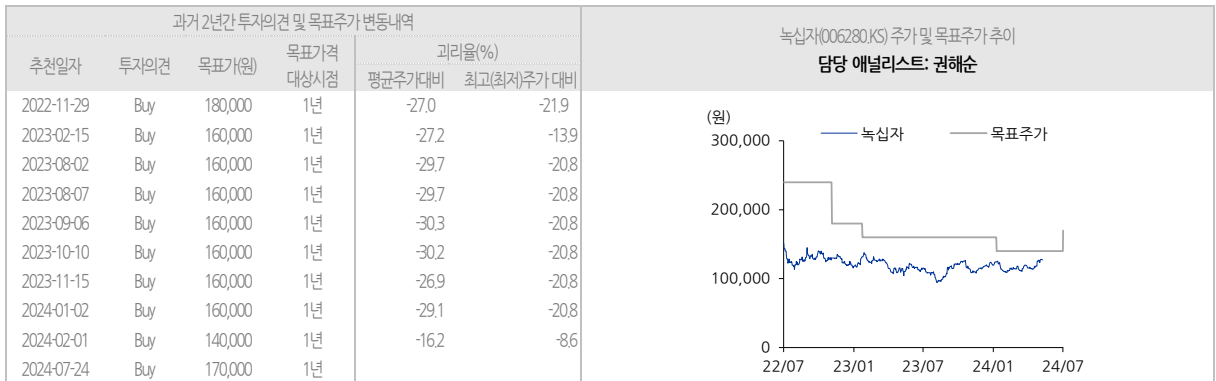 과거 2년간 투자의견 및 목표주가 변동내역
추천일자 투자의견 목표가(원) 목표가격 대상시점 괴리율(%)
평균주가대비 최고(최저)주가 대비
2022-11-29 Buy 180,000 1년 -27.0 -21.9
2023-02-15 Buy 160,000 1년 -27.2 -13.9
2023-08-02 Buy 160,000 1년 -29.7 -20.8
2023-08-07 Buy 160,000 1년 -29.7 -20.8
2023-09-06 Buy 160,000 1년 -30.3 -20.8
2023-10-10 Buy 160,000 1년 -30.2 -20.8
2023-11-15 Buy 160,000 1년 -26.9 -20.8
2024-01-02 Buy 160,000 1년 -29.1 -20.8
2024-02-01 Buy 140,000 1년 -16.2 -8.6
2024-07-24 Buy 170,000 1년
녹십자(006280.KS) 주가 및 목표주가 추이
담당 애널리스트: 권해순
(원)
녹십자 목표주가
300,000
200,000
100,000
0
22/07 23/01 23/07 24/01 24/07